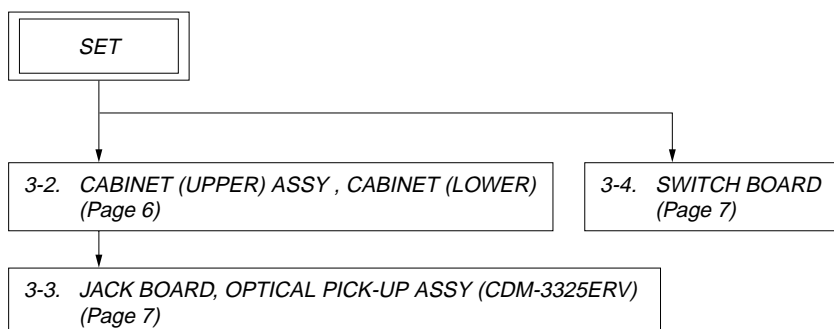 SET
3-2. CABINET (UPPER) ASSY , CABINET (LOWER)
(Page 6)
3-4. SWITCH BOARD
(Page 7)
3-3. JACK BOARD, OPTICAL PICK-UP ASSY (CDM-3325ERV)
(Page 7)